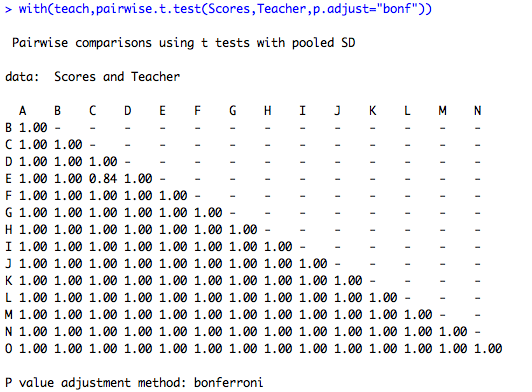 > with(teach,pairwise.t.test(Scores,Teacher,p.adjust="bonf"))
Pairwise comparisons using t tests with pooled SD
data:  Scores and Teacher
  A    B    C    D    E    F    G    H    I    J    K    L    M    N
B 1.00 -    -    -    -    -    -    -    -    -    -    -    -    -
C 1.00 1.00 -    -    -    -    -    -    -    -    -    -    -    -
D 1.00 1.00 1.00 -    -    -    -    -    -    -    -    -    -    -
E 1.00 1.00 0.84 1.00 -    -    -    -    -    -    -    -    -    -
F 1.00 1.00 1.00 1.00 1.00 -    -    -    -    -    -    -    -    -
G 1.00 1.00 1.00 1.00 1.00 1.00 -    -    -    -    -    -    -    -
H 1.00 1.00 1.00 1.00 1.00 1.00 1.00 -    -    -    -    -    -    -
I 1.00 1.00 1.00 1.00 1.00 1.00 1.00 1.00 -    -    -    -    -    -
J 1.00 1.00 1.00 1.00 1.00 1.00 1.00 1.00 1.00 -    -    -    -    -
K 1.00 1.00 1.00 1.00 1.00 1.00 1.00 1.00 1.00 1.00 -    -    -    -
L 1.00 1.00 1.00 1.00 1.00 1.00 1.00 1.00 1.00 1.00 1.00 -    -    -
M 1.00 1.00 1.00 1.00 1.00 1.00 1.00 1.00 1.00 1.00 1.00 1.00 -    -
N 1.00 1.00 1.00 1.00 1.00 1.00 1.00 1.00 1.00 1.00 1.00 1.00 1.00 -
O 1.00 1.00 1.00 1.00 1.00 1.00 1.00 1.00 1.00 1.00 1.00 1.00 1.00 1.00
P value adjustment method: bonferroni